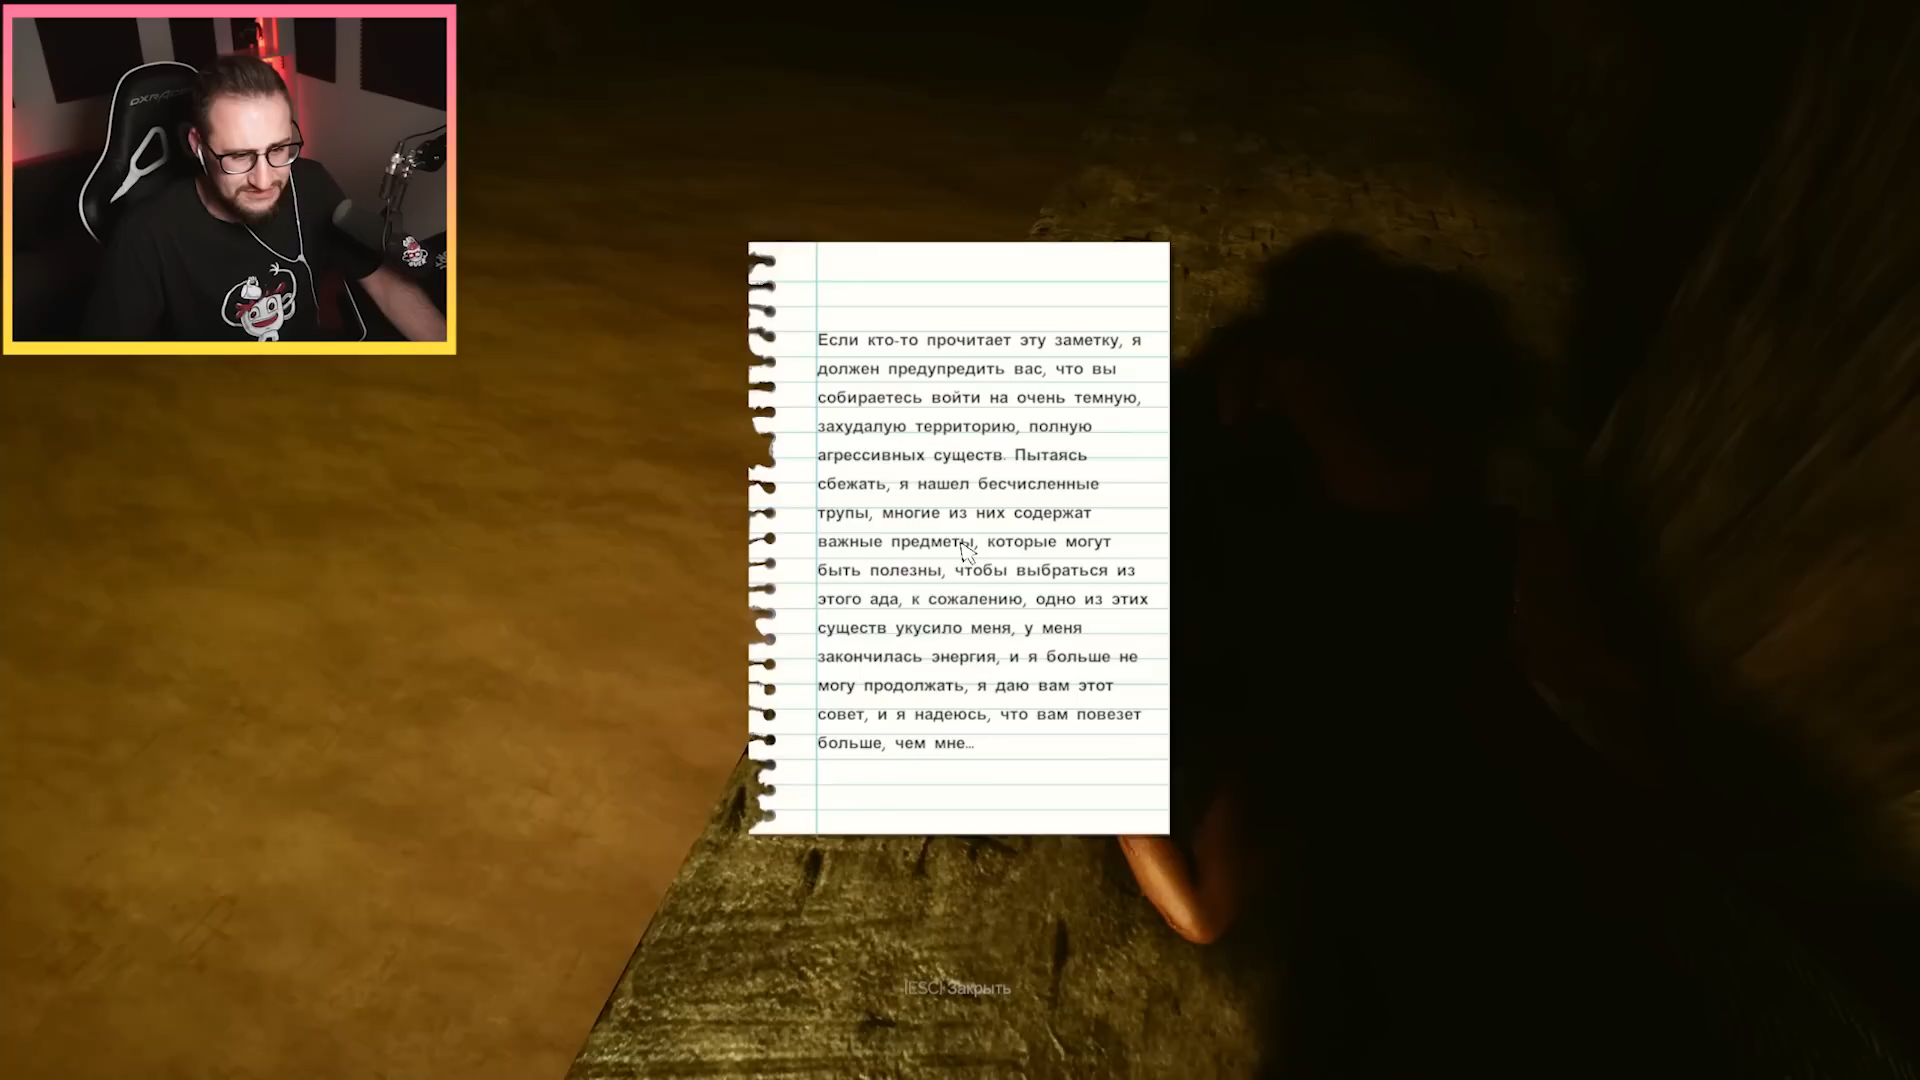 Если кто-то прочитает эту заметку, я
должен предупредить вас, что вы
собираетесь войти на очень темную,
захудалую территорию, полную
агрессивных существ. Пытаясь
сбежать, я нашел бесчисленные
трупы, многие из них содержат
важные предметы, которые могут
быть полезны, чтобы выбраться из
этого ада, к сожалению, одно из этих
существ укусило меня, у меня
закончилась энергия, и я больше не
могу продолжать, я даю вам этот
совет, и я надеюсь, что вам повезет
больше, чем мне...
[ESC] Закрыть